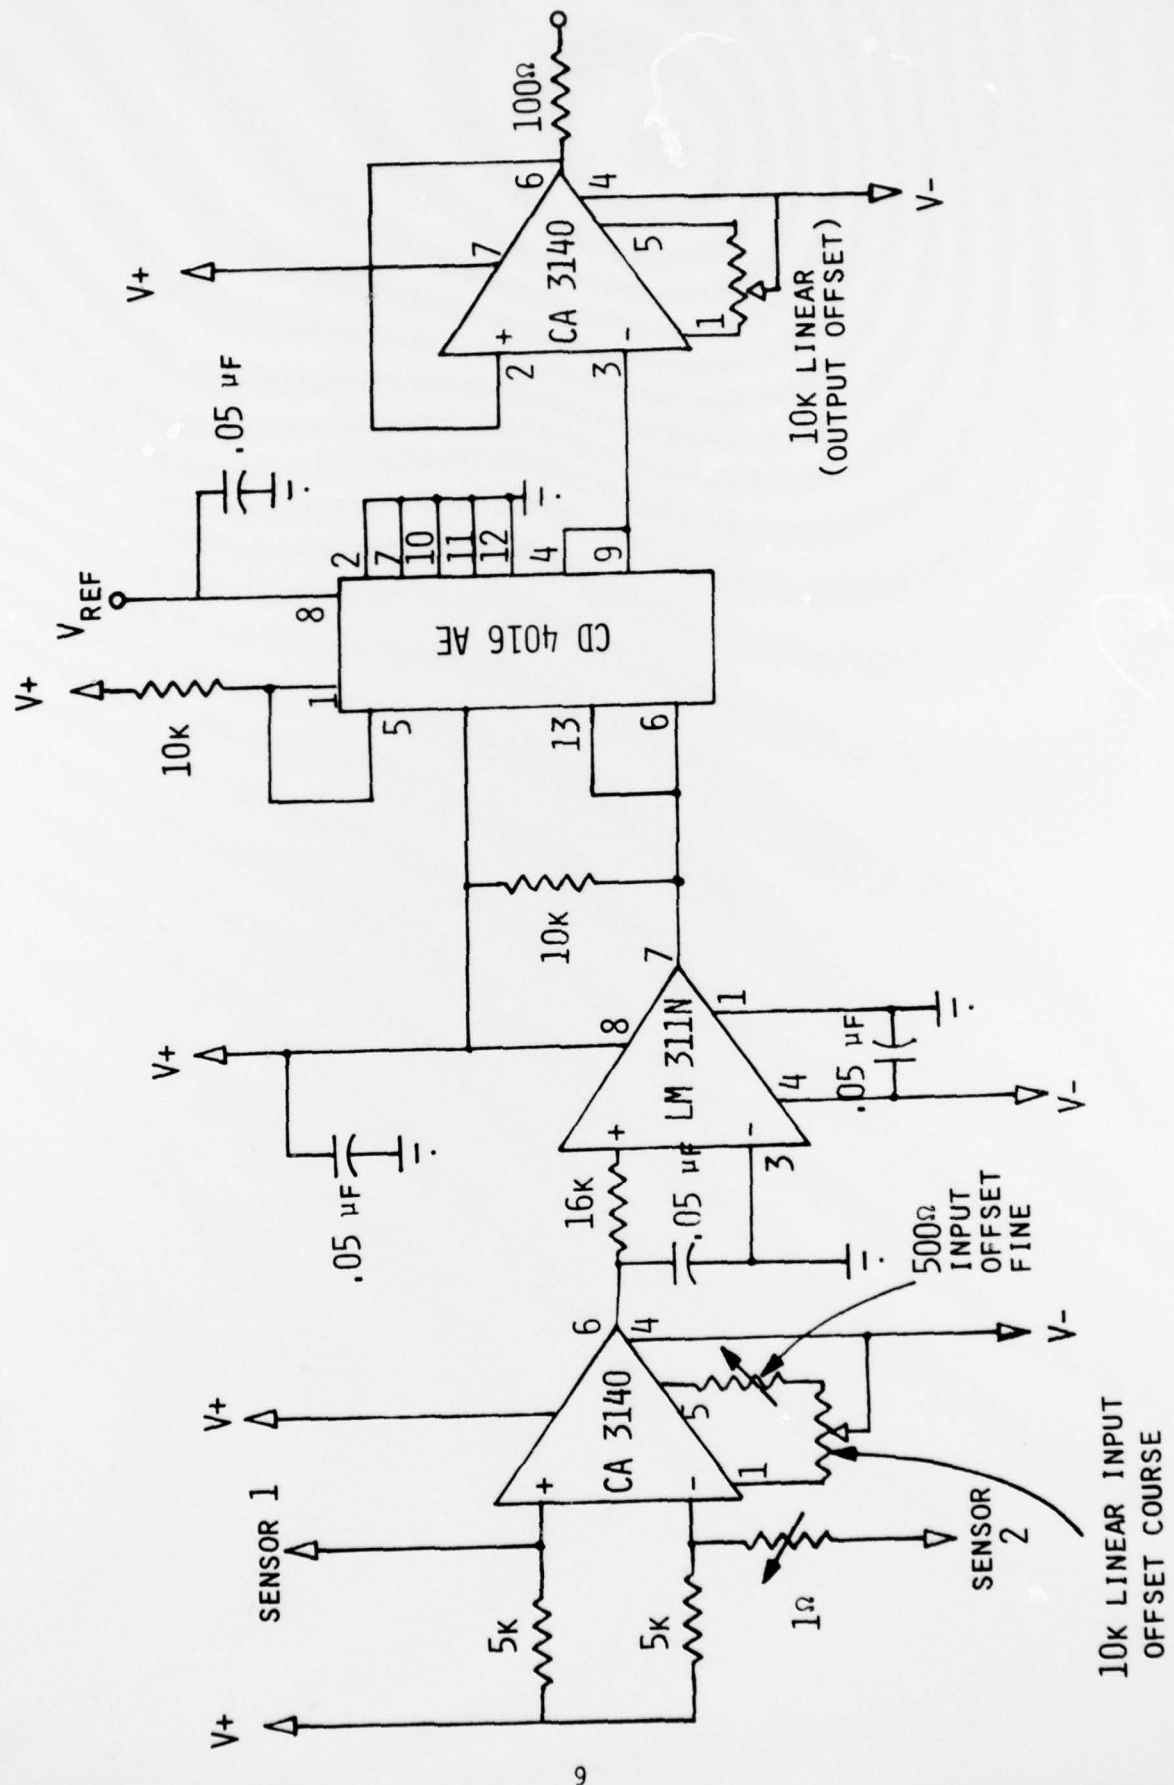 V+
SENSOR 1
5K
5K
1Ω
SENSOR
2
10K LINEAR INPUT
OFFSET COURSE
V+
+
-
CA 3140
6
4
5
1
V-
500Ω
INPUT
OFFSET
FINE
16K
.05 µF
.05 µF
V+
+
-
3
LM 311N
8
7
1
4
.05 µF
V-
10K
V+
10K
1
5
13
6
CD 4016 AE
VREF
8
.05 µF
2
7
10
11
12
4
9
V+
2
3
+
-
CA 3140
7
6
4
5
1
100Ω
V-
10K LINEAR
(OUTPUT OFFSET)
9